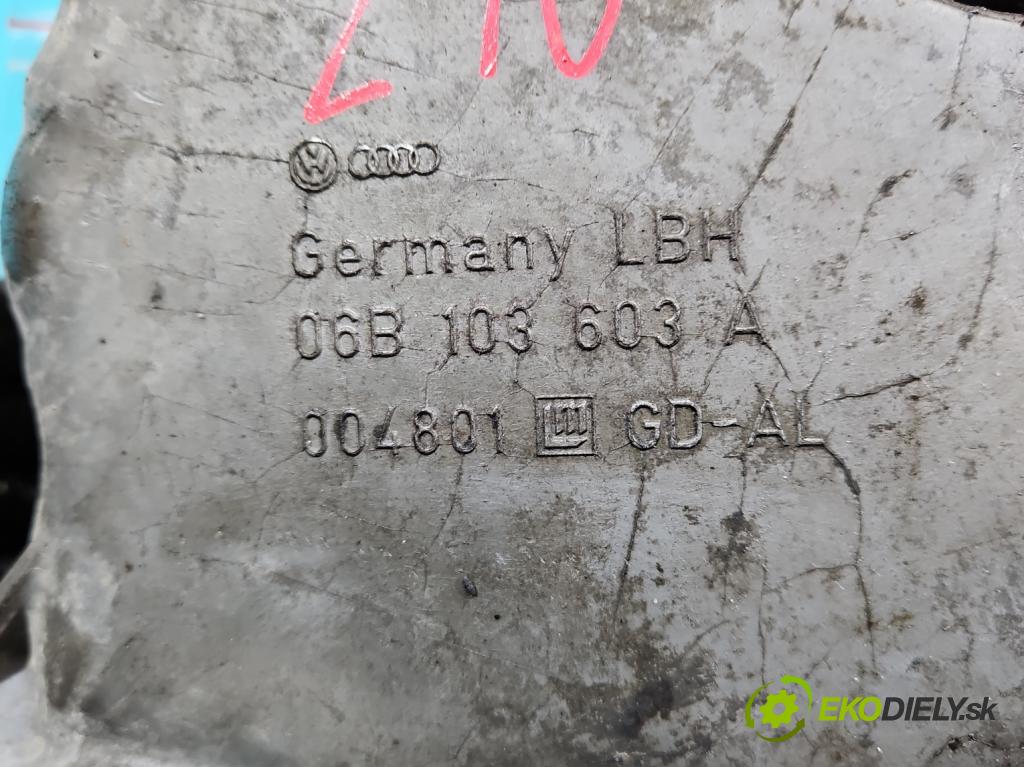 Germany LBH
06B 103 603 A
004801 GD-AL
EKODIELY.sk